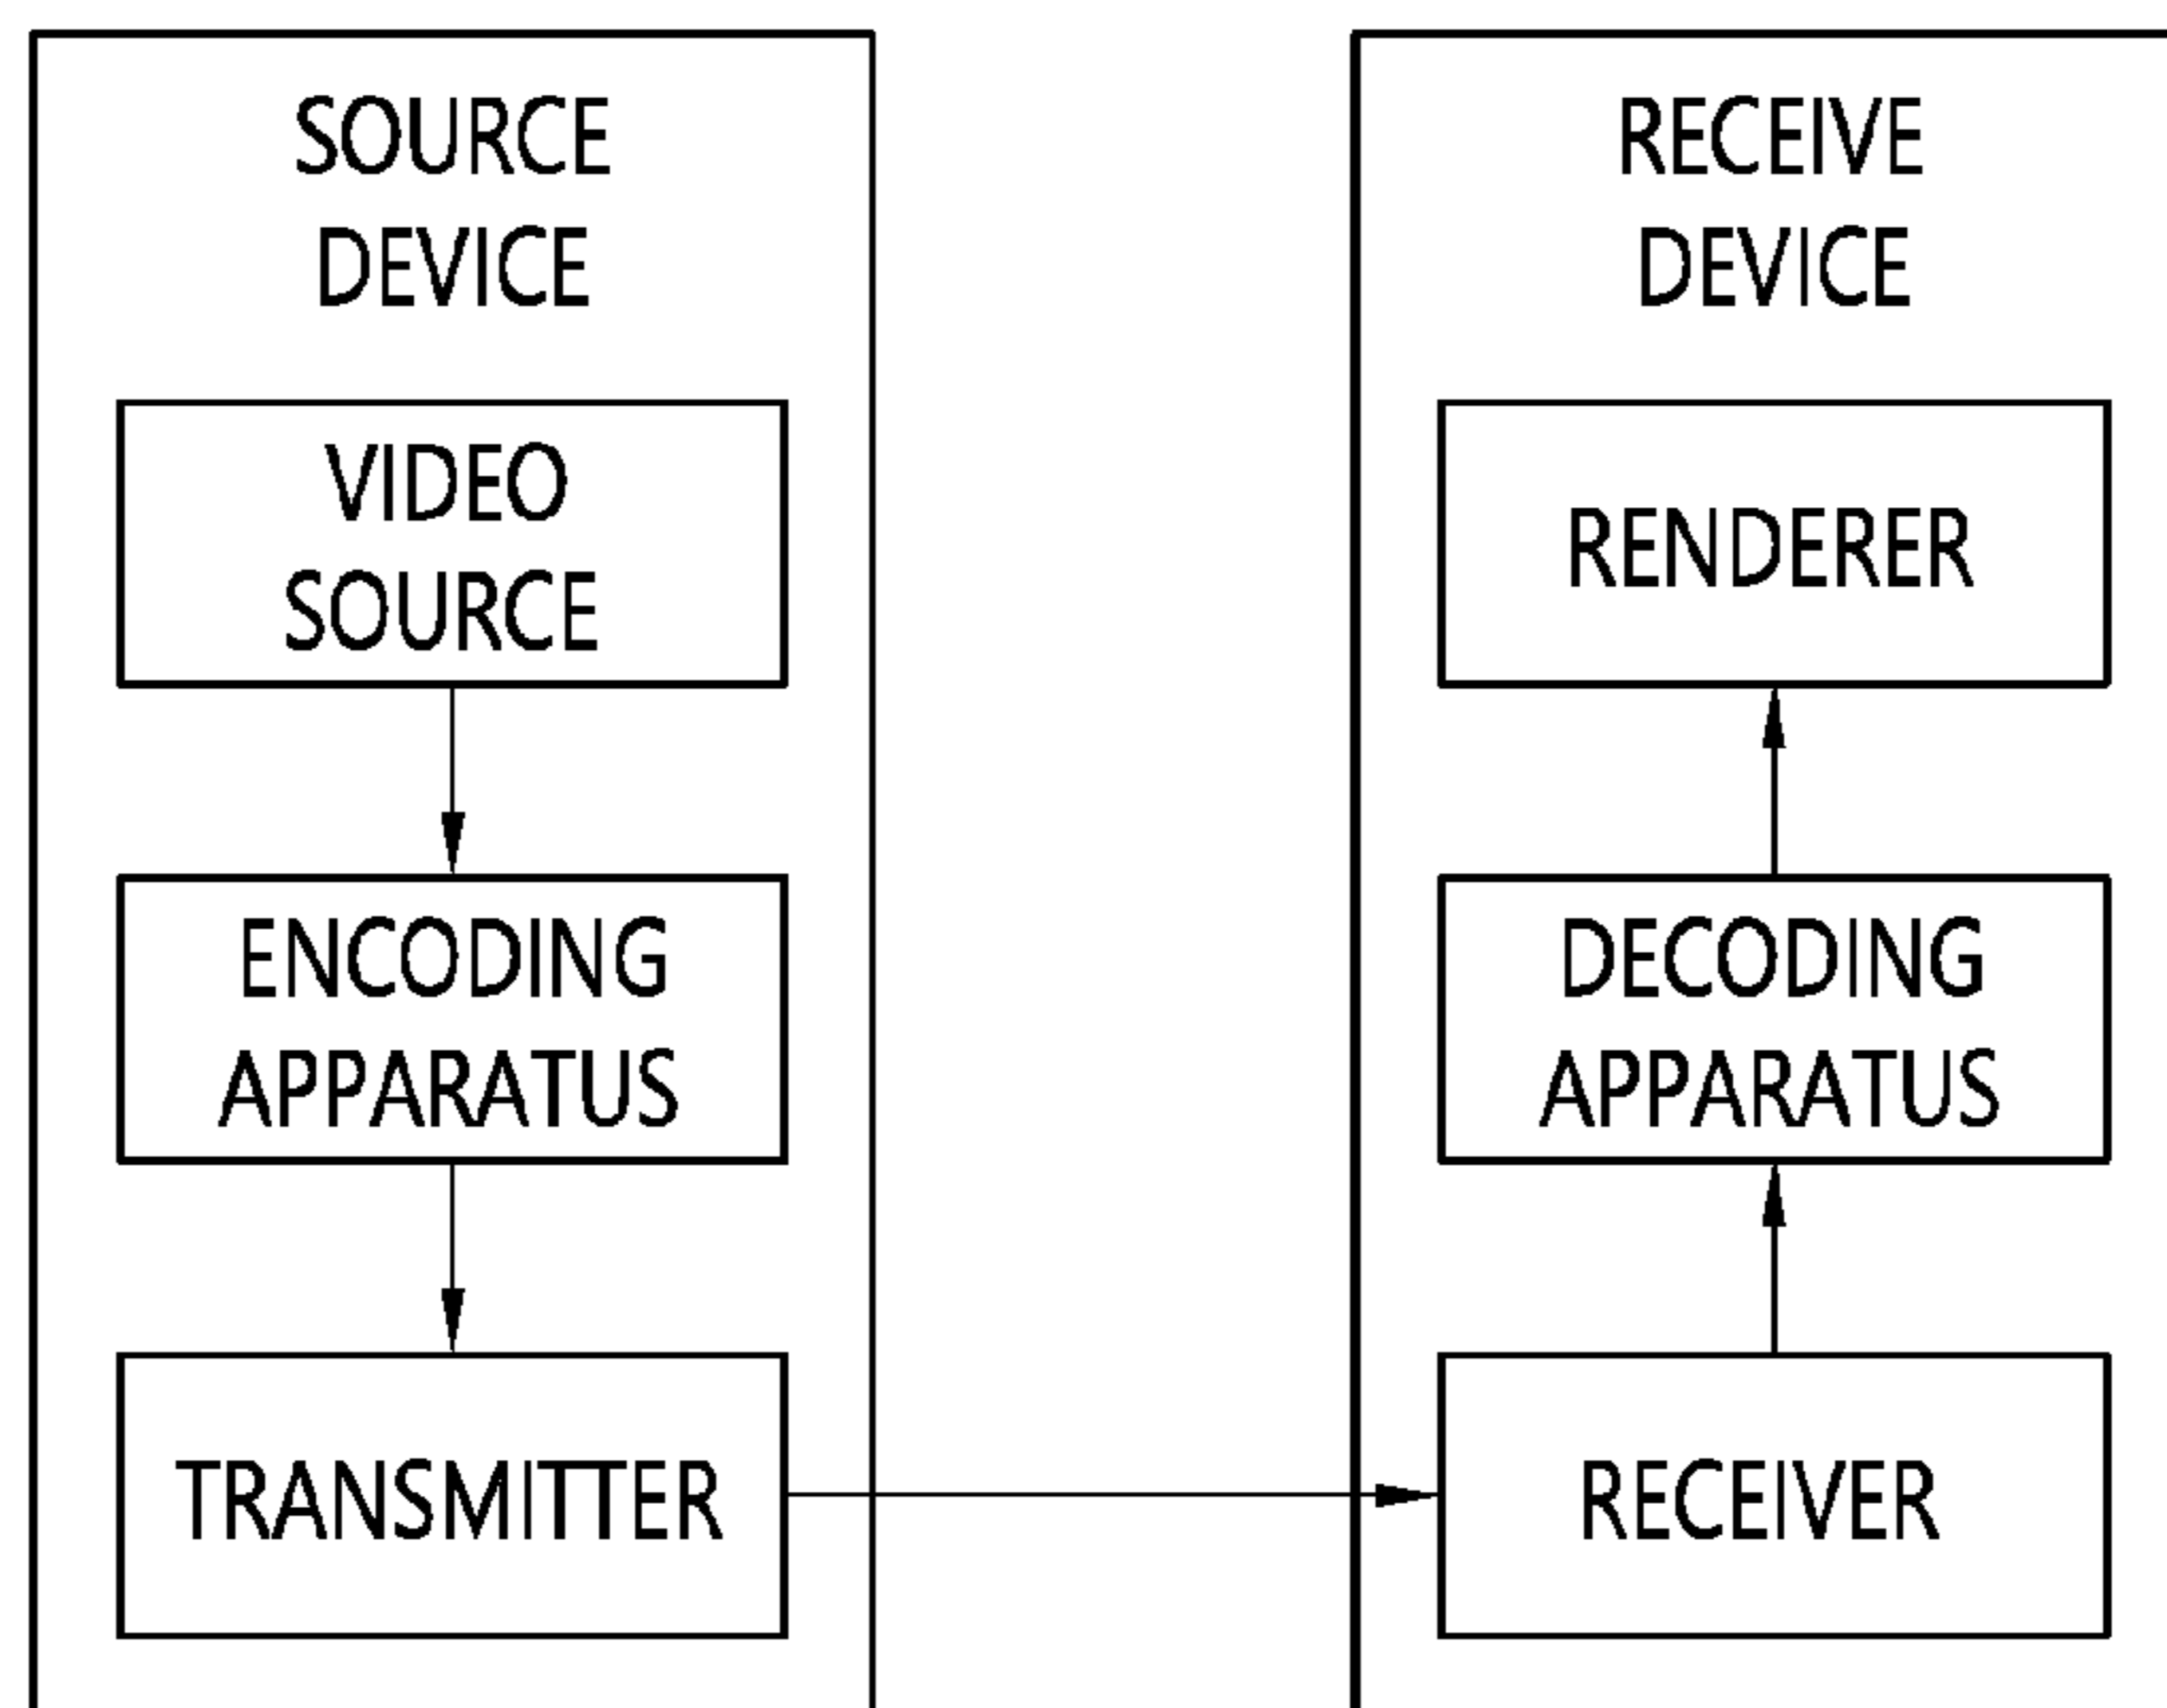 SOURCE
DEVICE
VIDEO
SOURCE
ENCODING
APPARATUS
TRANSMITTER
RECEIVE
DEVICE
RENDERER
DECODING
APPARATUS
RECEIVER